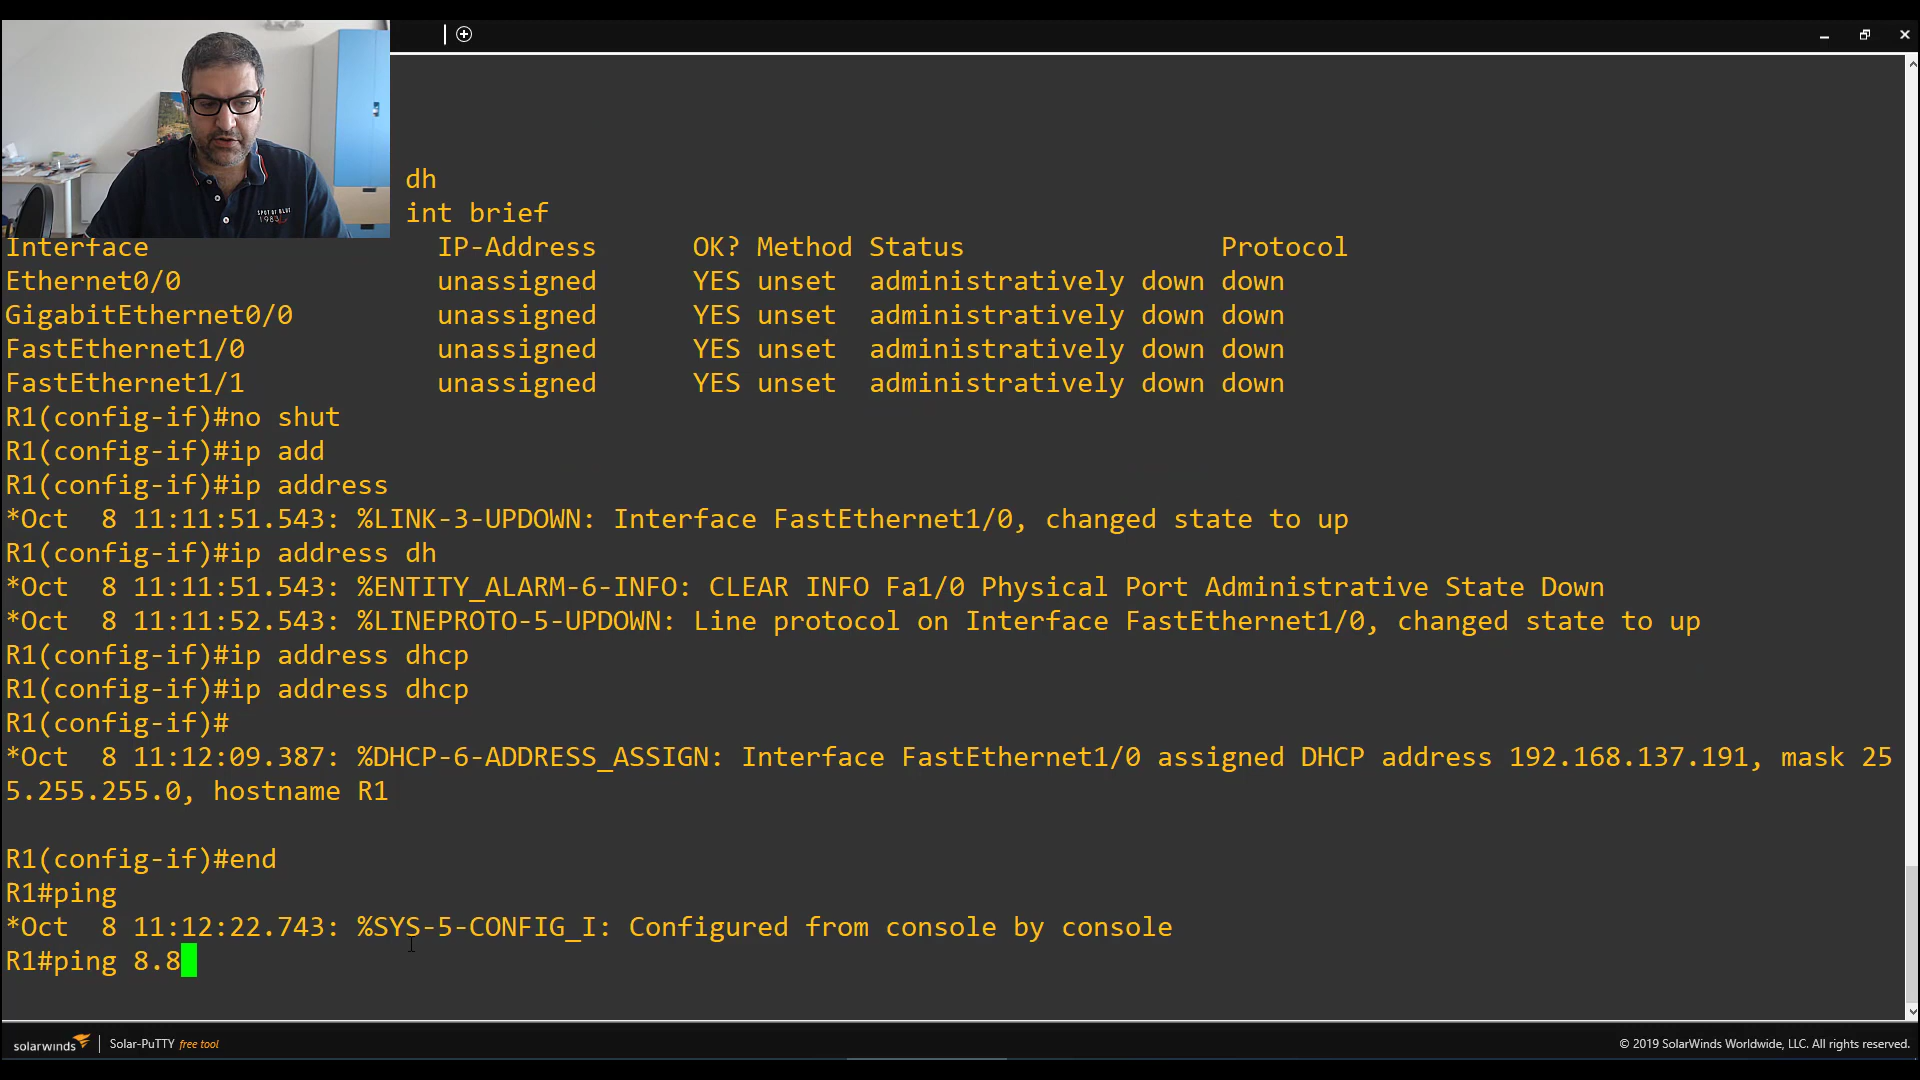 dh
int brief
Interface IP-Address OK? Method Status Protocol
Ethernet0/0 unassigned YES unset administratively down down
GigabitEthernet0/0 unassigned YES unset administratively down down
FastEthernet1/0 unassigned YES unset administratively down down
FastEthernet1/1 unassigned YES unset administratively down down
R1(config-if)#no shut
R1(config-if)#ip add
R1(config-if)#ip address
*Oct  8 11:11:51.543: %LINK-3-UPDOWN: Interface FastEthernet1/0, changed state to up
R1(config-if)#ip address dh
*Oct  8 11:11:51.543: %ENTITY_ALARM-6-INFO: CLEAR INFO Fa1/0 Physical Port Administrative State Down
*Oct  8 11:11:52.543: %LINEPROTO-5-UPDOWN: Line protocol on Interface FastEthernet1/0, changed state to up
R1(config-if)#ip address dhcp
R1(config-if)#ip address dhcp
R1(config-if)#
*Oct  8 11:12:09.387: %DHCP-6-ADDRESS_ASSIGN: Interface FastEthernet1/0 assigned DHCP address 192.168.137.191, mask 25
5.255.255.0, hostname R1
R1(config-if)#end
R1#ping
*Oct  8 11:12:22.743: %SYS-5-CONFIG_I: Configured from console by console
R1#ping 8.8
solarwinds Solar-PuTTY free tool © 2019 SolarWinds Worldwide, LLC. All rights reserved.